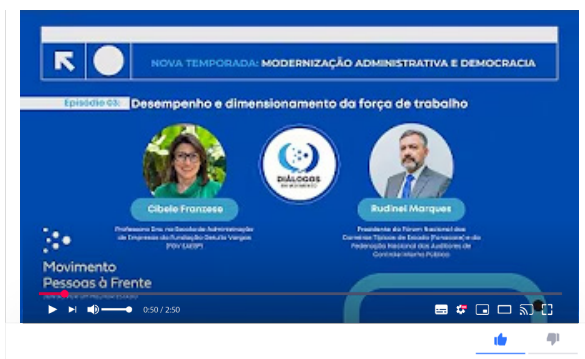 NOVA TEMPORADA: MODERNIZAÇÃO ADMINISTRATIVA E DEMOCRACIA
Episódio 03: Desempenho e dimensionamento da força de trabalho
DIÁLOGOS
EM MOVIMENTO
Cibele Franzese
Rudinei Marques
Professora Dra. na Escola de Administração
de Empresas da Fundação Getulio Vargas
(FGV EAESP)
Presidente do Fórum Nacional das
Carreiras Típicas de Estado (Fonacate) e da
Federação Nacional dos Auditores de
Controle Interno Público
Movimento
Pessoas à Frente
0:50 / 2:50